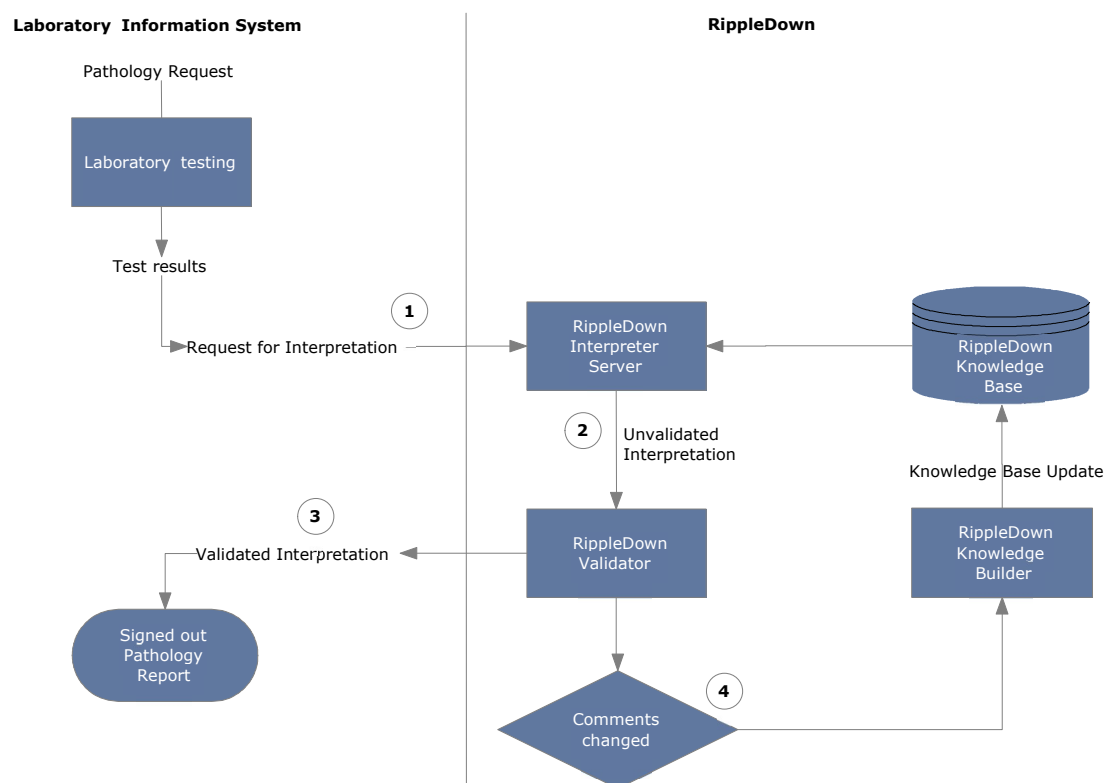 Laboratory Information System
RippleDown
Pathology Request
Laboratory testing
Test results
1
Request for Interpretation
RippleDown
Interpreter
Server
RippleDown
Knowledge
Base
2
Unvalidated
Interpretation
Knowledge Base Update
3
Validated Interpretation
RippleDown
Validator
RippleDown
Knowledge
Builder
Signed out
Pathology
Report
4
Comments
changed